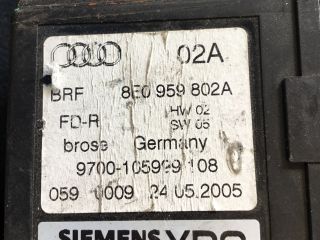 02A
BRF 8E0 959 802A
FD-R HW 02
SW 05
brose Germany
9700-105999 108
059 0009 24.05.2005
SIEMENS VDO